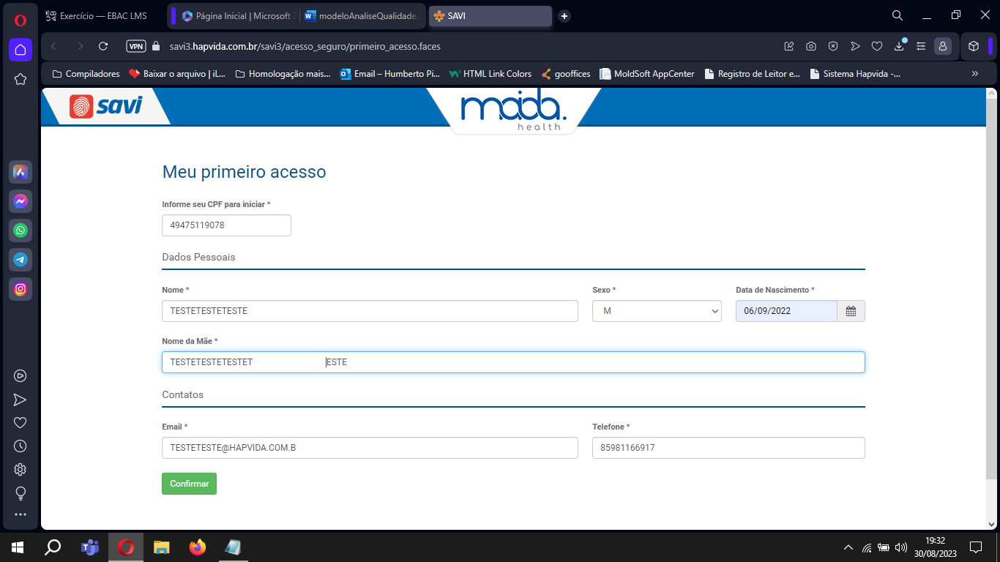 Exercício — EBAC LMS
Página Inicial | Microsoft 3
modeloAnaliseQualidade.
SAVI
VPN
savi3.hapvida.com.br/savi3/acesso_seguro/primeiro_acesso.faces
Compiladores
Baixar o arquivo | iL...
Homologação mais...
Email – Humberto Pi...
HTML Link Colors
gooffices
MoldSoft AppCenter
Registro de Leitor e...
Sistema Hapvida -...
»
savi
maida.
health
Meu primeiro acesso
Informe seu CPF para iniciar *
49475119078
Dados Pessoais
Nome *
Sexo *
Data de Nascimento *
TESTETESTETESTE
M
06/09/2022
Nome da Mãe *
TESTETESTETESTET ESTE
Contatos
Email *
Telefone *
TESTETESTE@HAPVIDA.COM.B
85981166917
Confirmar
19:32
30/08/2023